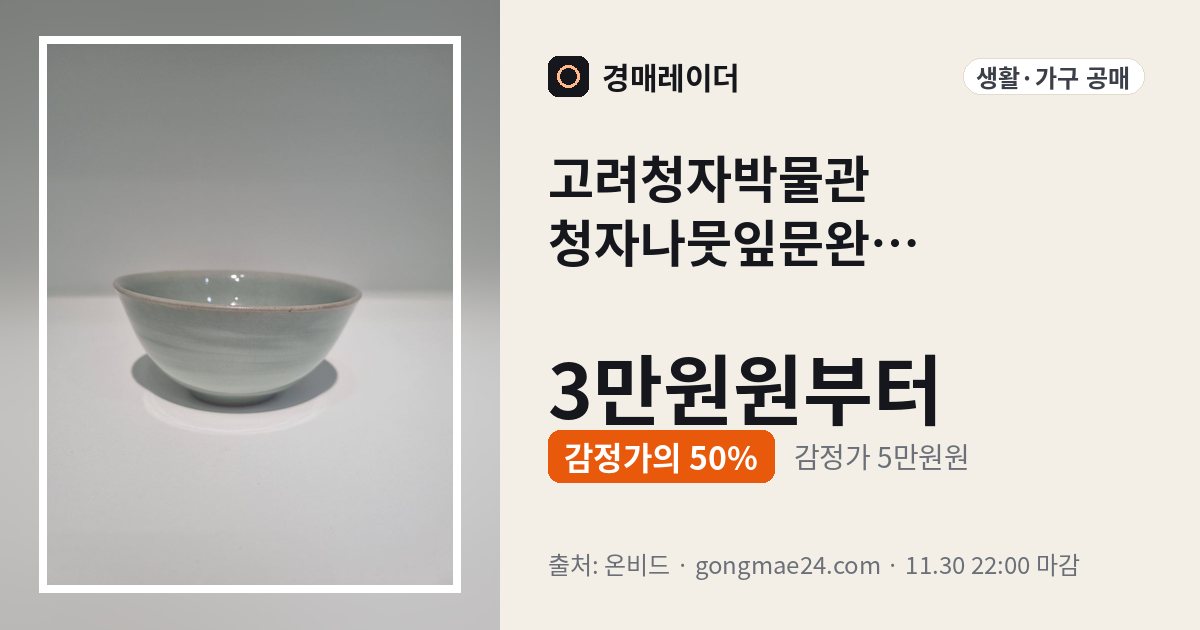 경매레이더
생활·가구 공매
고려청자박물관
청자나뭇잎문완…
3만원원부터
감정가의 50%
감정가 5만원원
출처: 온비드 · gongmae24.com · 11.30 22:00 마감